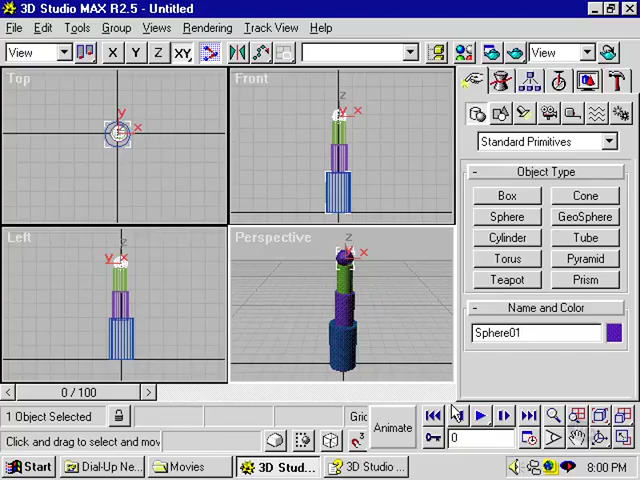 3D Studio MAX R2.5 - Untitled
File Edit Tools Group Views Rendering Track View Help
View X Y Z XY View
Top Front
y x z y x
Standard Primitives
- Object Type
Box Cone
Sphere GeoSphere
Cylinder Tube
Torus Pyramid
Teapot Prism
Left Perspective
z y x z x
- Name and Color
Sphere01
< 0 / 100 >
1 Object Selected Gric Animate
Click and drag to select and mov 0
Start Dial-Up Ne... Movies 3D Stud... 3D Studio ... 8:00 PM